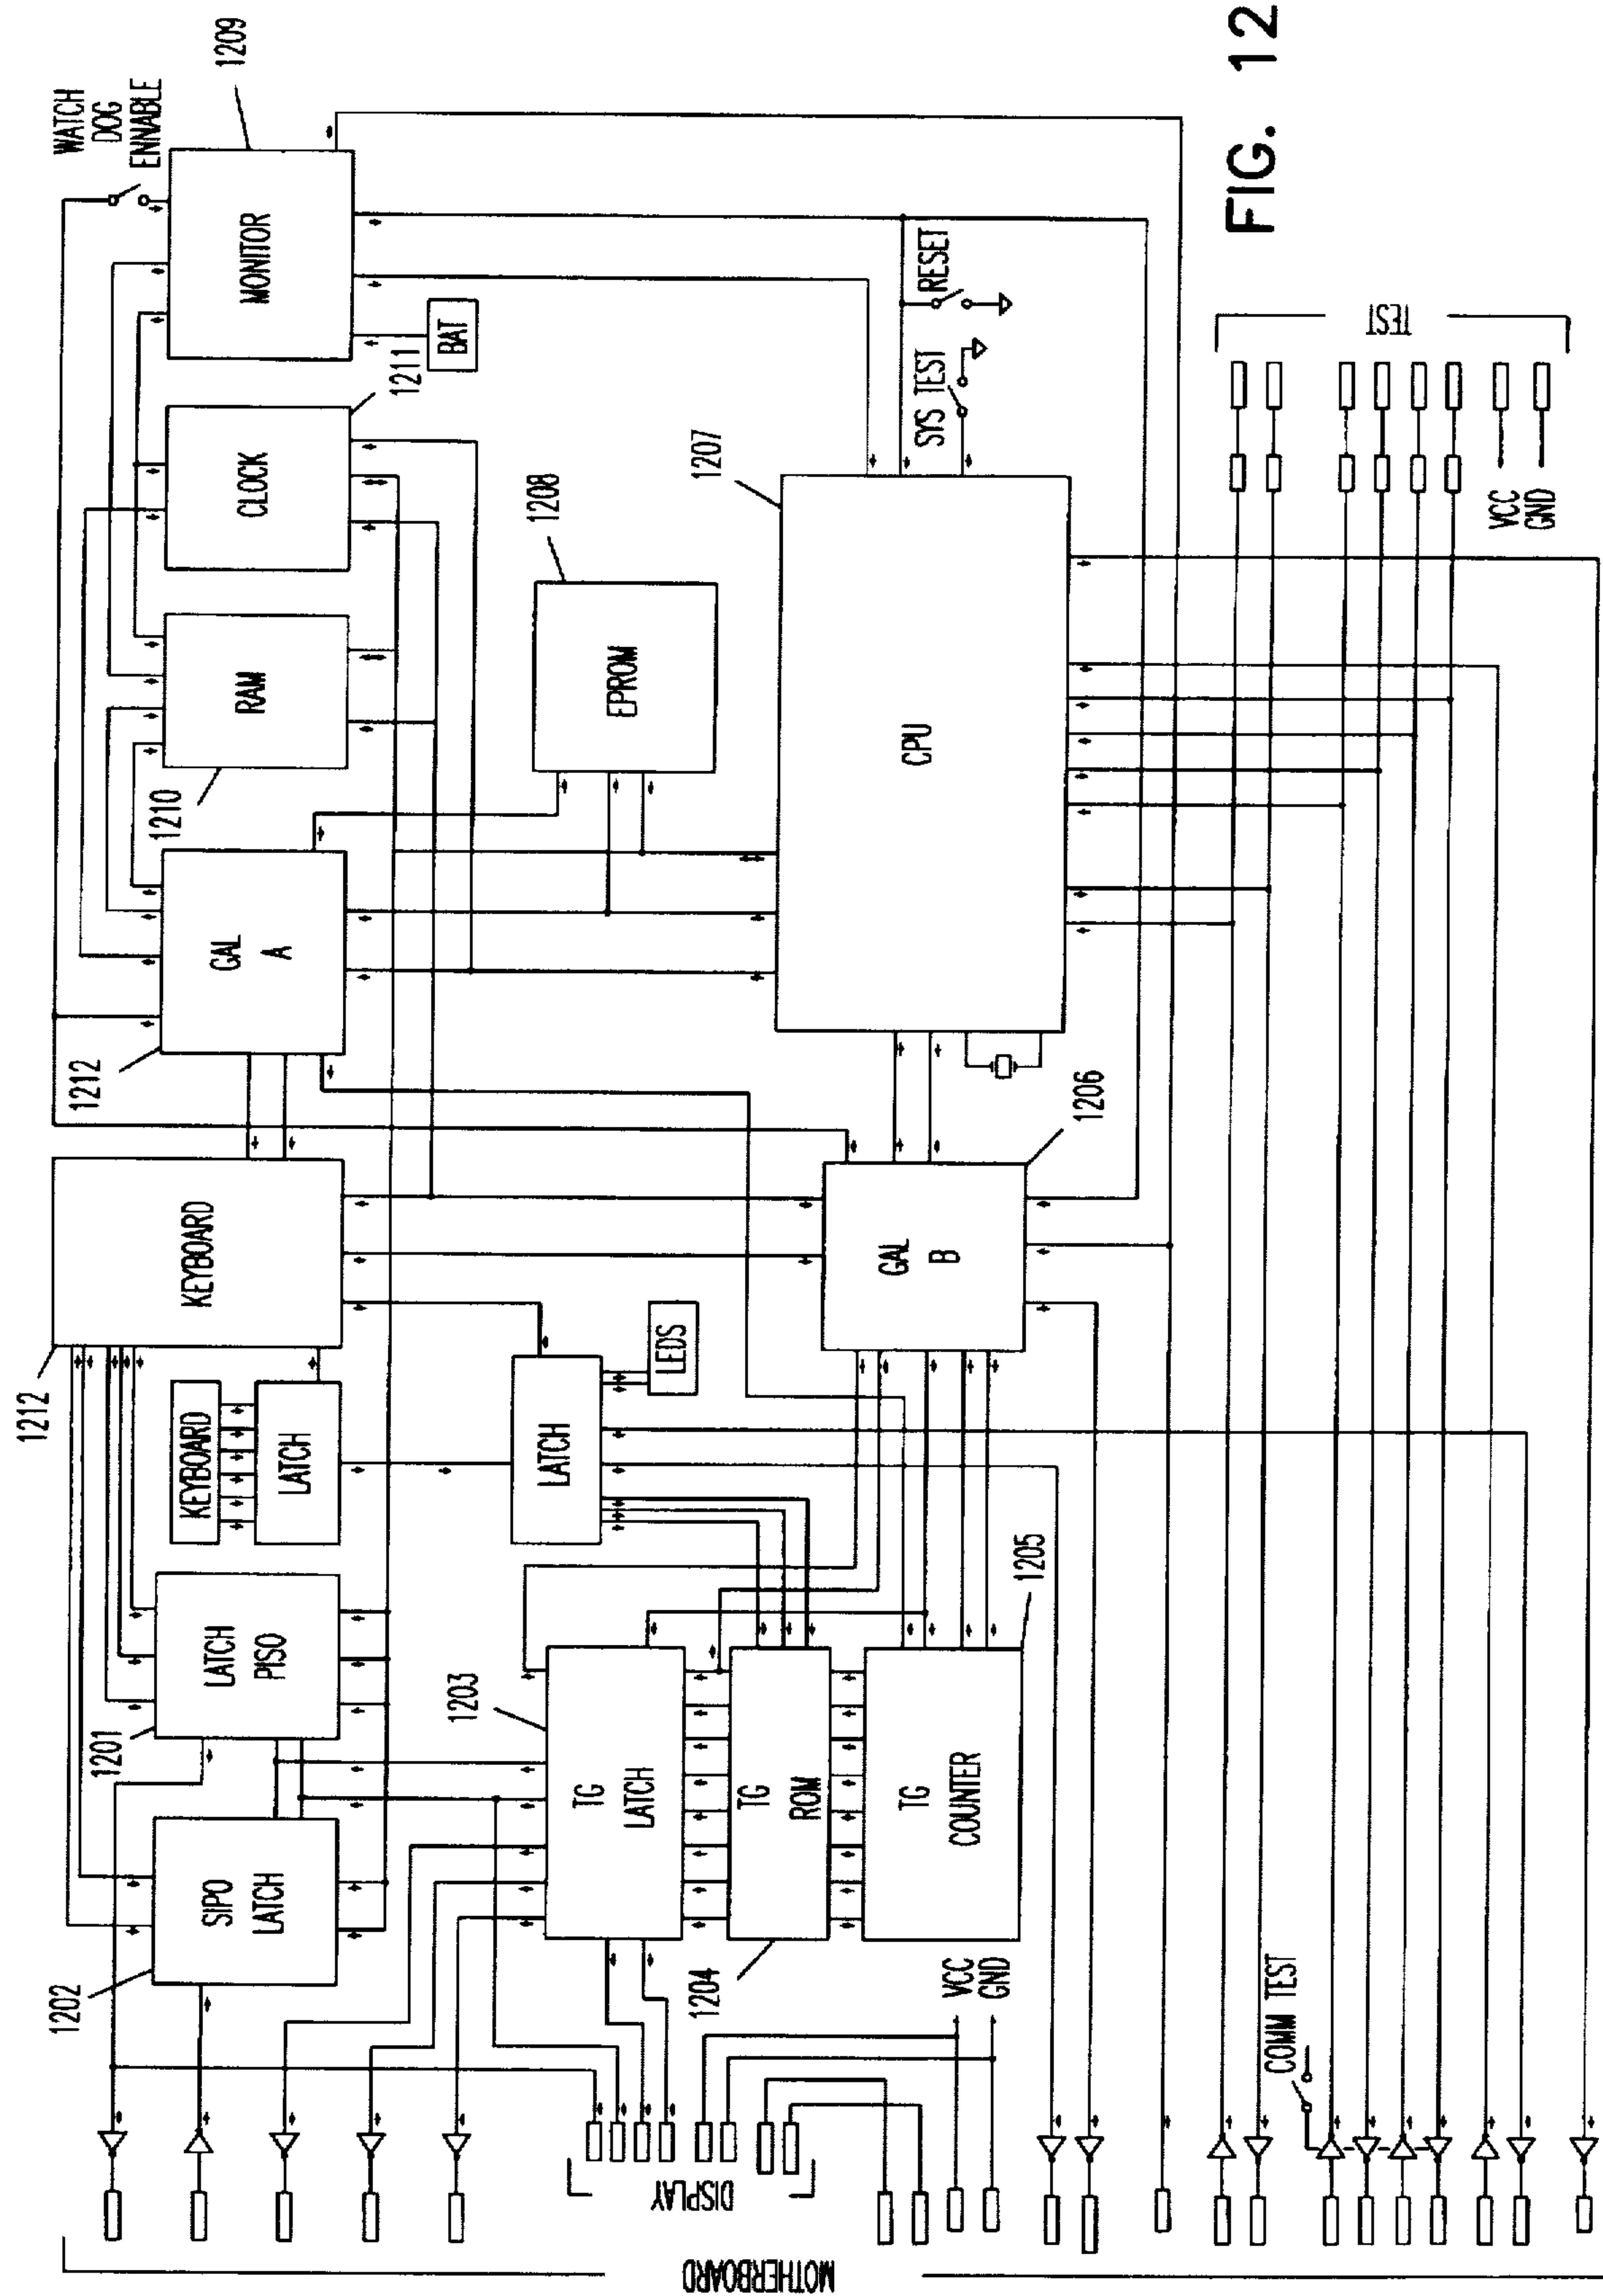 WATCH
DOG
ENNABLE
1209
MONITOR
BAT
1211
CLOCK
RAM
1210
GAL
A
1212
KEYBOARD
1212
KEYBOARD
LATCH
LATCH
PISO
1201
SIPO
LATCH
1202
EPROM
1208
1207
CPU
SYS TEST
RESET
GAL
B
1206
LATCH
LEDS
TG
LATCH
1203
TG
ROM
1204
TG
COUNTER
1205
VCC
GND
DISPLAY
MOTHERBOARD
COMM TEST
VCC
GND
TEST
FIG. 12